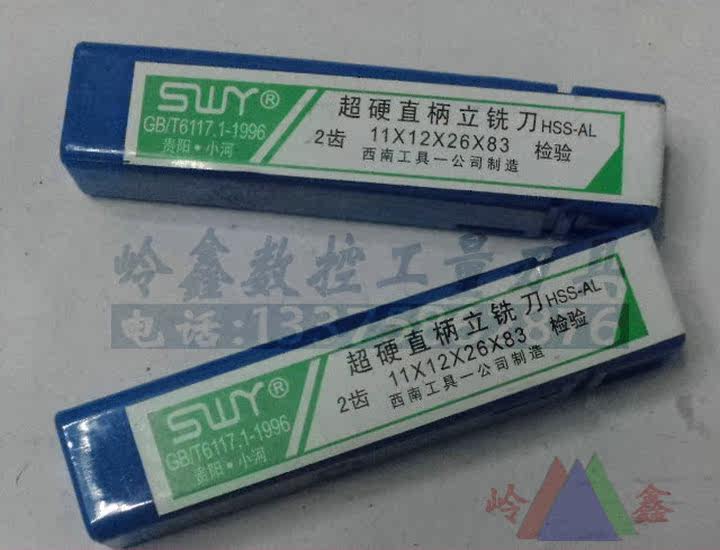 SWY®
GB/T6117.1-1996
贵阳·小河
超硬直柄立铣刀HSS-AL
2齿 11X12X26X83 检验
西南工具一公司制造
岭鑫数控工量刀具
电话:
超硬直柄立铣刀HSS-AL
2齿 11X12X26X83 检验
西南工具一公司制造
SWY®
GB/T6117.1-1996
贵阳·小河
岭 鑫